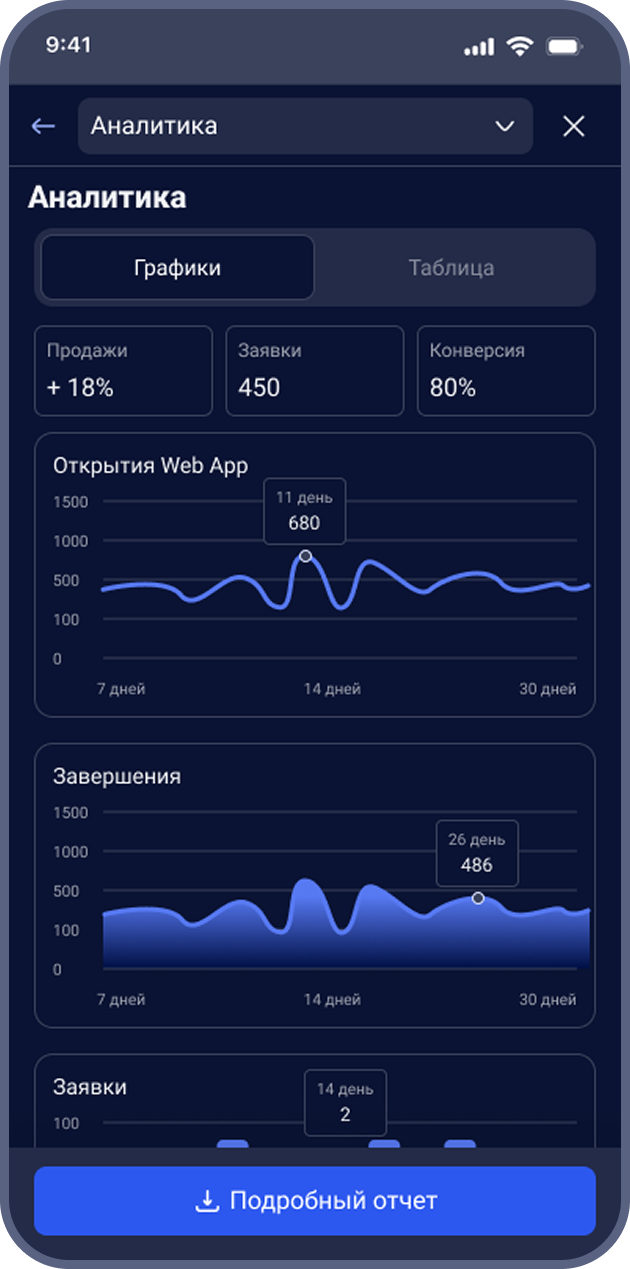 9:41
Аналитика
Аналитика
Графики Таблица
Продажи Заявки Конверсия
+ 18% 450 80%
Открытия Web App
1500
11 день
680
1000
500
100
0
7 дней 14 дней 30 дней
Завершения
1500
26 день
486
1000
500
100
0
7 дней 14 дней 30 дней
Заявки
14 день
2
100
Подробный отчет